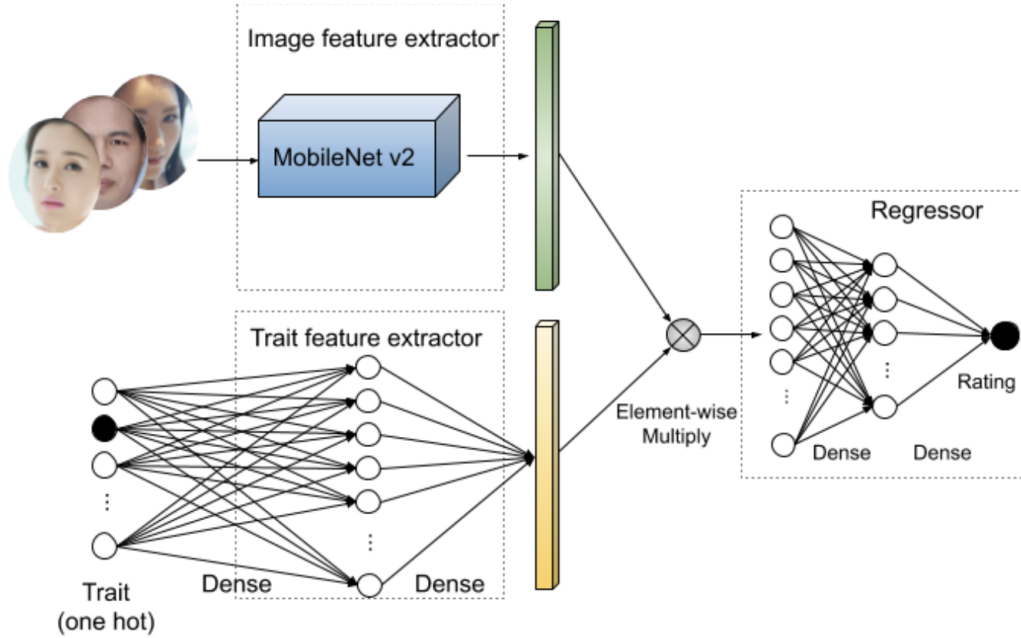 Image feature extractor
MobileNet v2
Regressor
Trait feature extractor
Rating
Element-wise
Multiply
Dense
Dense
Dense
Dense
Trait
(one hot)